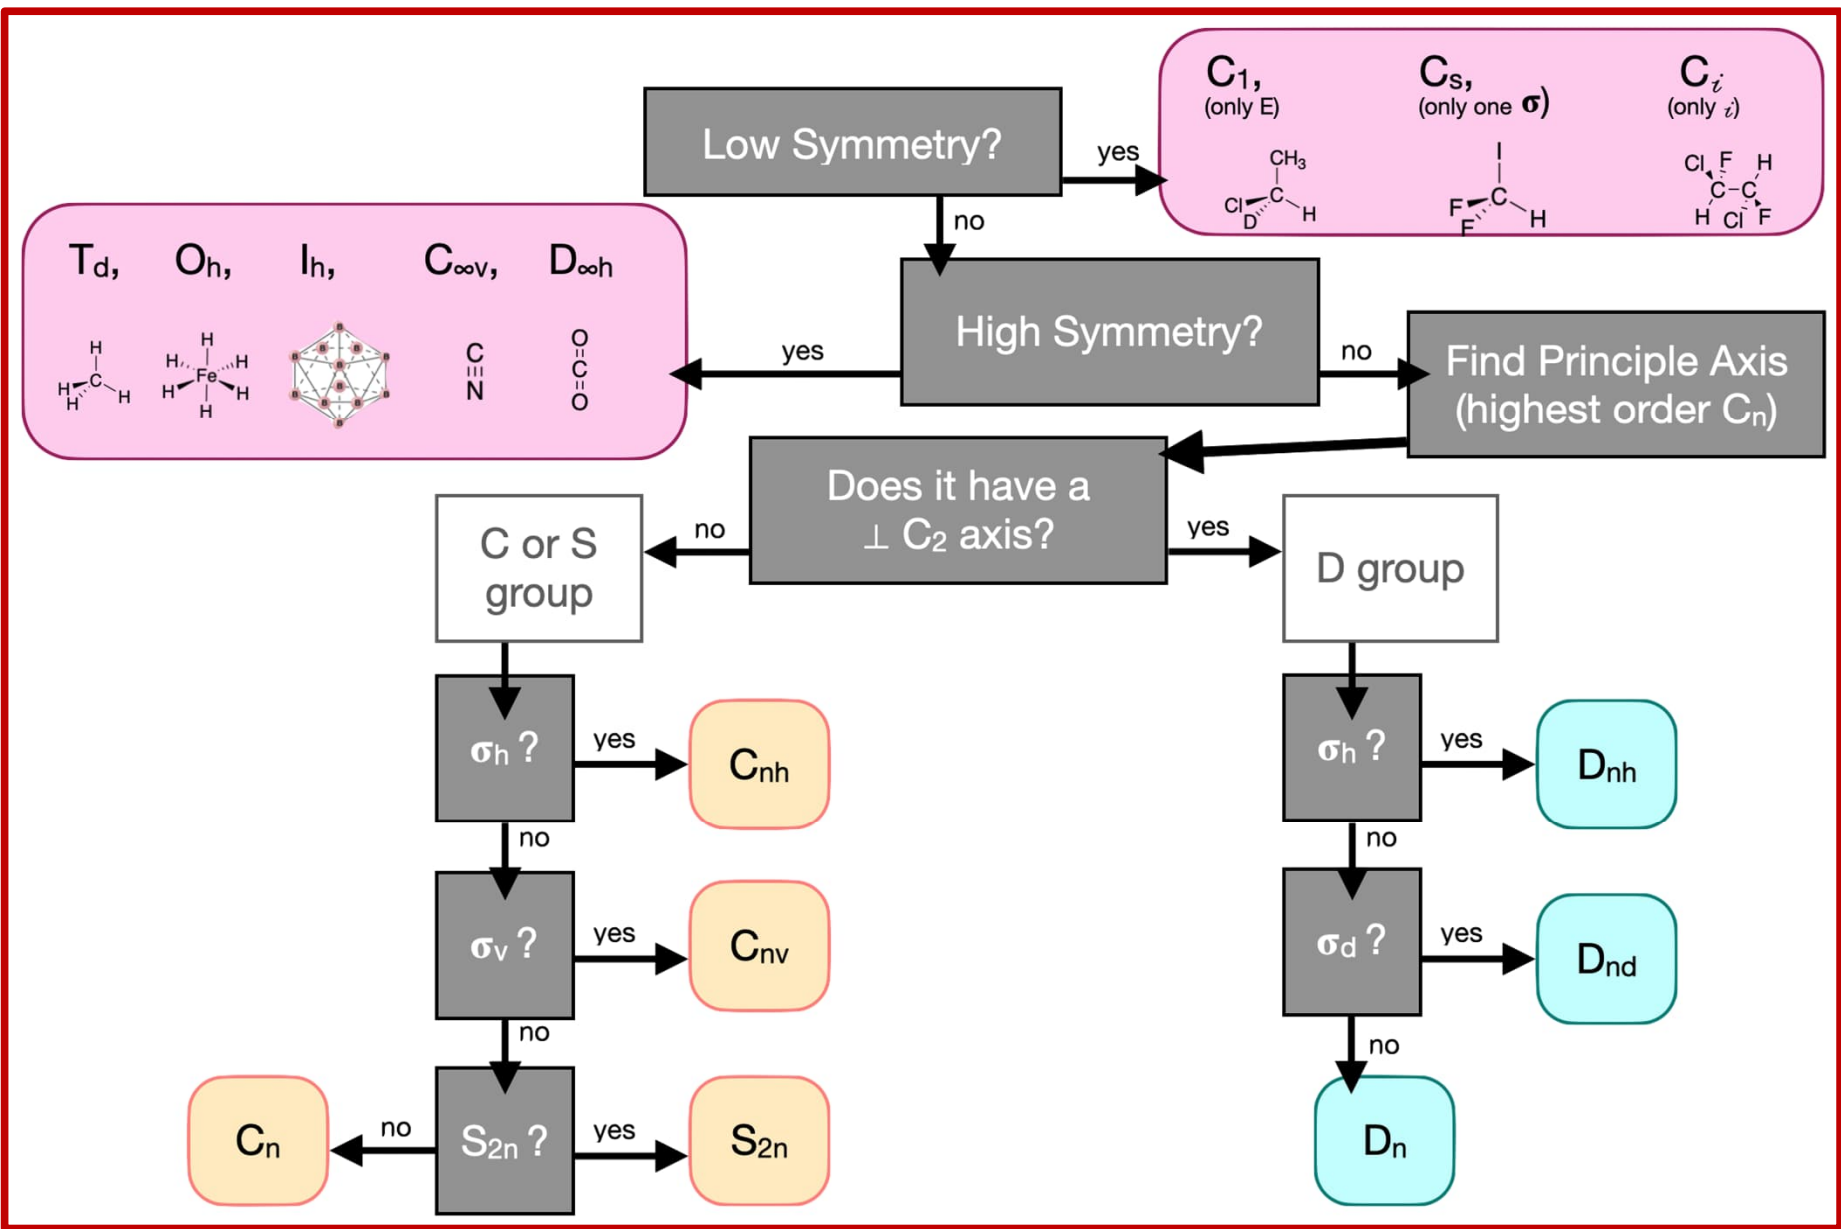 Low Symmetry?
yes
no
C₁,
(only E)
CH₃
Cl
C
D
H
Cₛ,
(only one σ)
I
F
C
F
H
Cᵢ
(only i)
Cl F H
C-C
H Cl F
High Symmetry?
yes
no
T_d,
H
H C
H H
Oₕ,
H
H H
Fe
H H
H
Iₕ,
B
B B B B
B
B
B B B B
B
C∞v,
C
N
D∞h
O
C
O
Find Principle Axis
(highest order Cₙ)
Does it have a
⊥ C₂ axis?
no
yes
C or S
group
D group
σₕ ?
yes
Cₙₕ
no
σᵥ ?
yes
Cₙᵥ
no
S₂ₙ ?
yes
S₂ₙ
no
Cₙ
σₕ ?
yes
Dₙₕ
no
σ_d ?
yes
D_nd
no
Dₙ